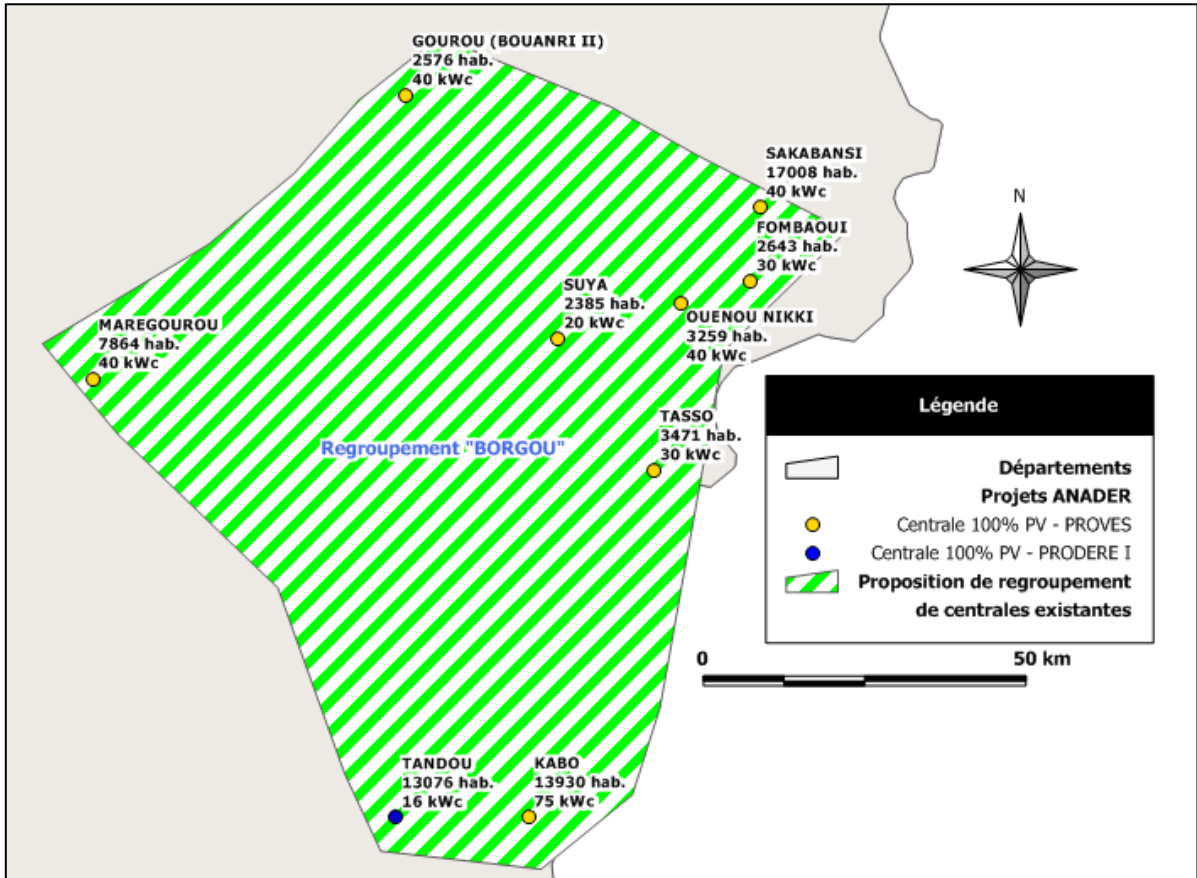 GOUROU (BOUANRI II)
2576 hab.
40 kWc
SAKABANSI
17008 hab.
40 kWc
N
FOMBAOUI
2643 hab.
30 kWc
SUYA
2385 hab.
20 kWc
OUENOU NIKKI
3259 hab.
40 kWc
MAREGOUROU
7864 hab.
40 kWc
TASSO
3471 hab.
30 kWc
Regroupement "BORGOU"
Légende
Départements
Projets ANADER
Centrale 100% PV - PROVES
Centrale 100% PV - PRODERE I
Proposition de regroupement
de centrales existantes
0 50 km
TANDOU
13076 hab.
16 kWc
KABO
13930 hab.
75 kWc